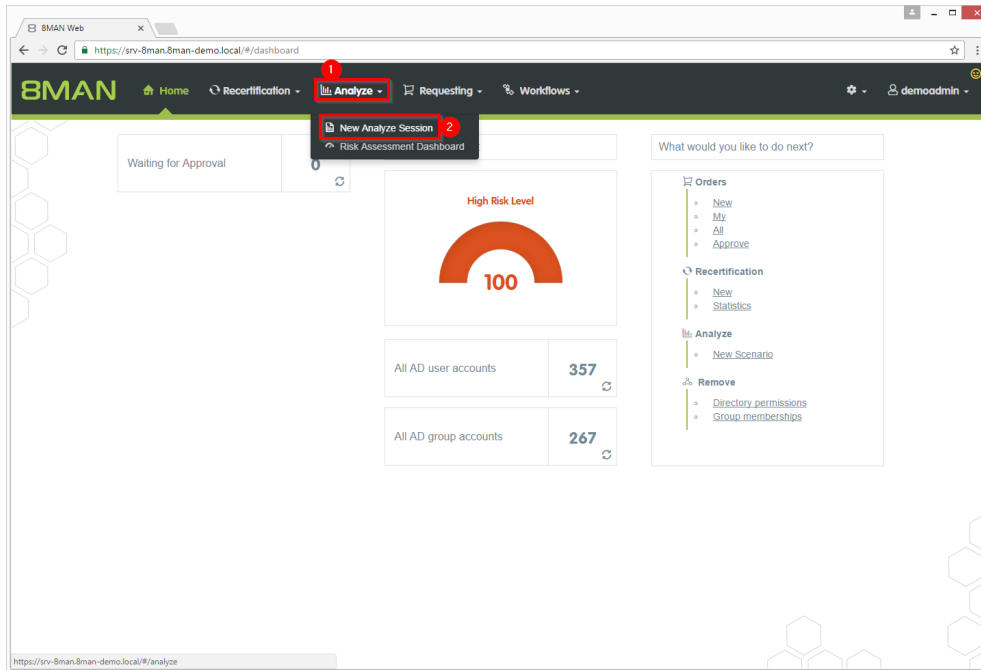 8MAN Web
https://srv-8man.8man-demo.local/#/dashboard
1
8MAN Home Recertification Analyze Requesting Workflows demoadmin
New Analyze Session 2
Risk Assessment Dashboard
Waiting for Approval 0
High Risk Level
100
All AD user accounts 357
All AD group accounts 267
What would you like to do next?
Orders
New
My
All
Approve
Recertification
New
Statistics
Analyze
New Scenario
Remove
Directory permissions
Group memberships
https://srv-8man.8man-demo.local/#/analyze